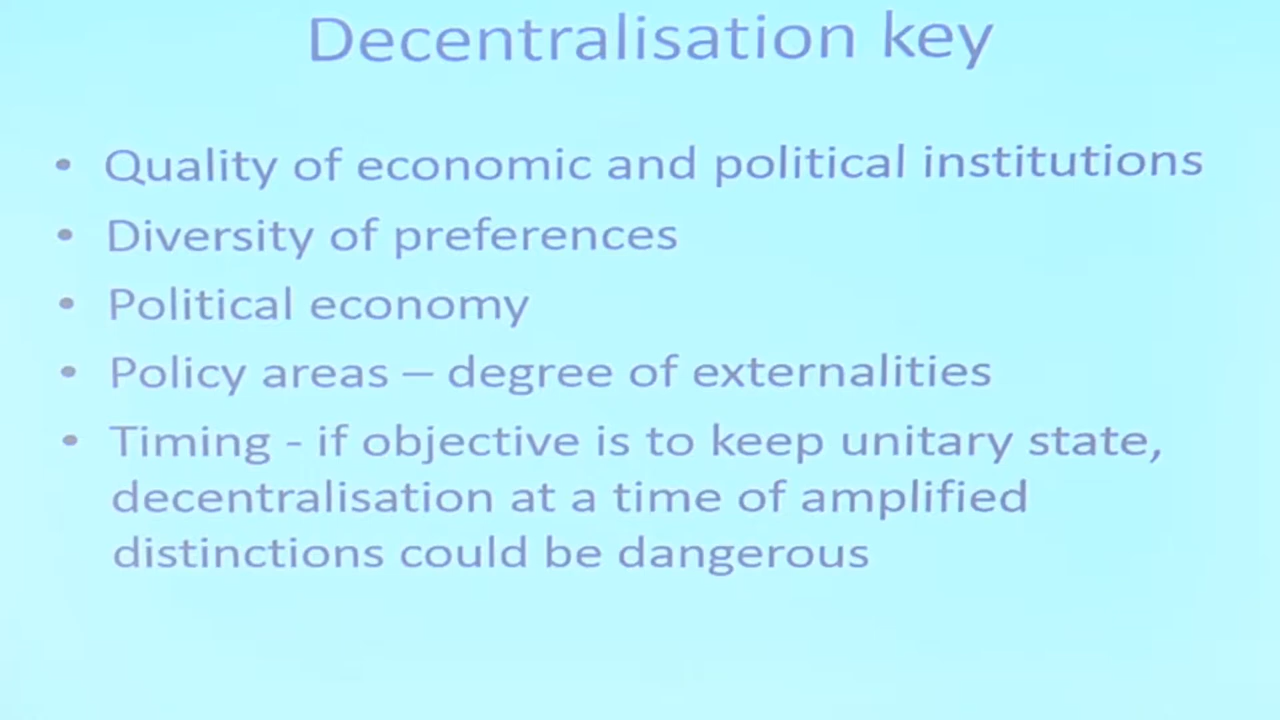 Decentralisation key
• Quality of economic and political institutions
• Diversity of preferences
• Political economy
• Policy areas – degree of externalities
• Timing - if objective is to keep unitary state,
decentralisation at a time of amplified
distinctions could be dangerous